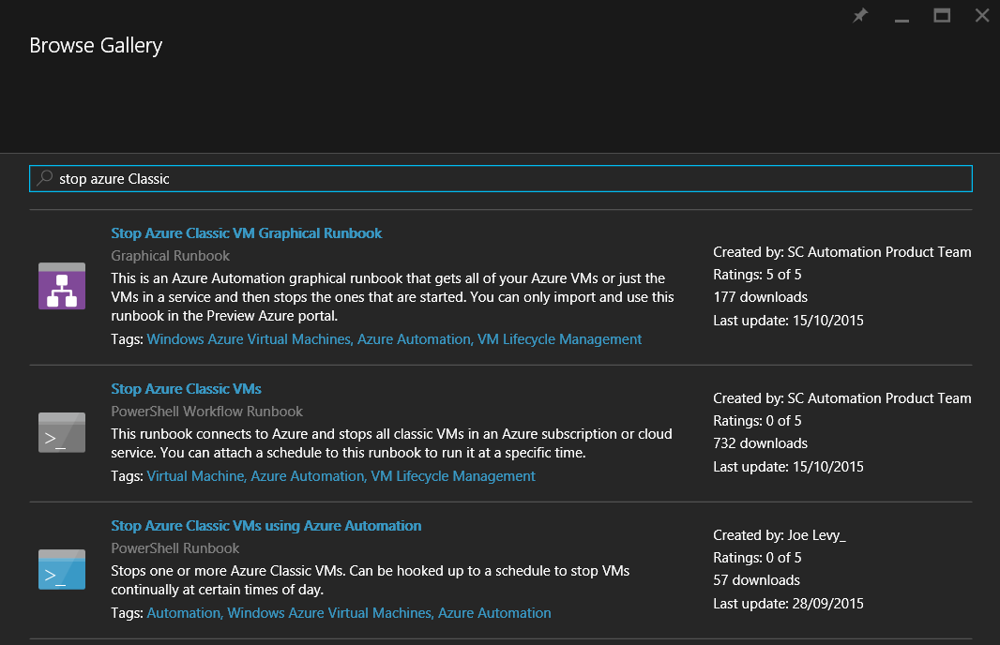 Browse Gallery
stop azure Classic
Stop Azure Classic VM Graphical Runbook
Graphical Runbook
This is an Azure Automation graphical runbook that gets all of your Azure VMs or just the
VMs in a service and then stops the ones that are started. You can only import and use this
runbook in the Preview Azure portal.
Tags: Windows Azure Virtual Machines, Azure Automation, VM Lifecycle Management
Created by: SC Automation Product Team
Ratings: 5 of 5
177 downloads
Last update: 15/10/2015
Stop Azure Classic VMs
PowerShell Workflow Runbook
This runbook connects to Azure and stops all classic VMs in an Azure subscription or cloud
service. You can attach a schedule to this runbook to run it at a specific time.
Tags: Virtual Machine, Azure Automation, VM Lifecycle Management
Created by: SC Automation Product Team
Ratings: 0 of 5
732 downloads
Last update: 15/10/2015
Stop Azure Classic VMs using Azure Automation
PowerShell Runbook
Stops one or more Azure Classic VMs. Can be hooked up to a schedule to stop VMs
continually at certain times of day.
Tags: Automation, Windows Azure Virtual Machines, Azure Automation
Created by: Joe Levy_
Ratings: 0 of 5
57 downloads
Last update: 28/09/2015